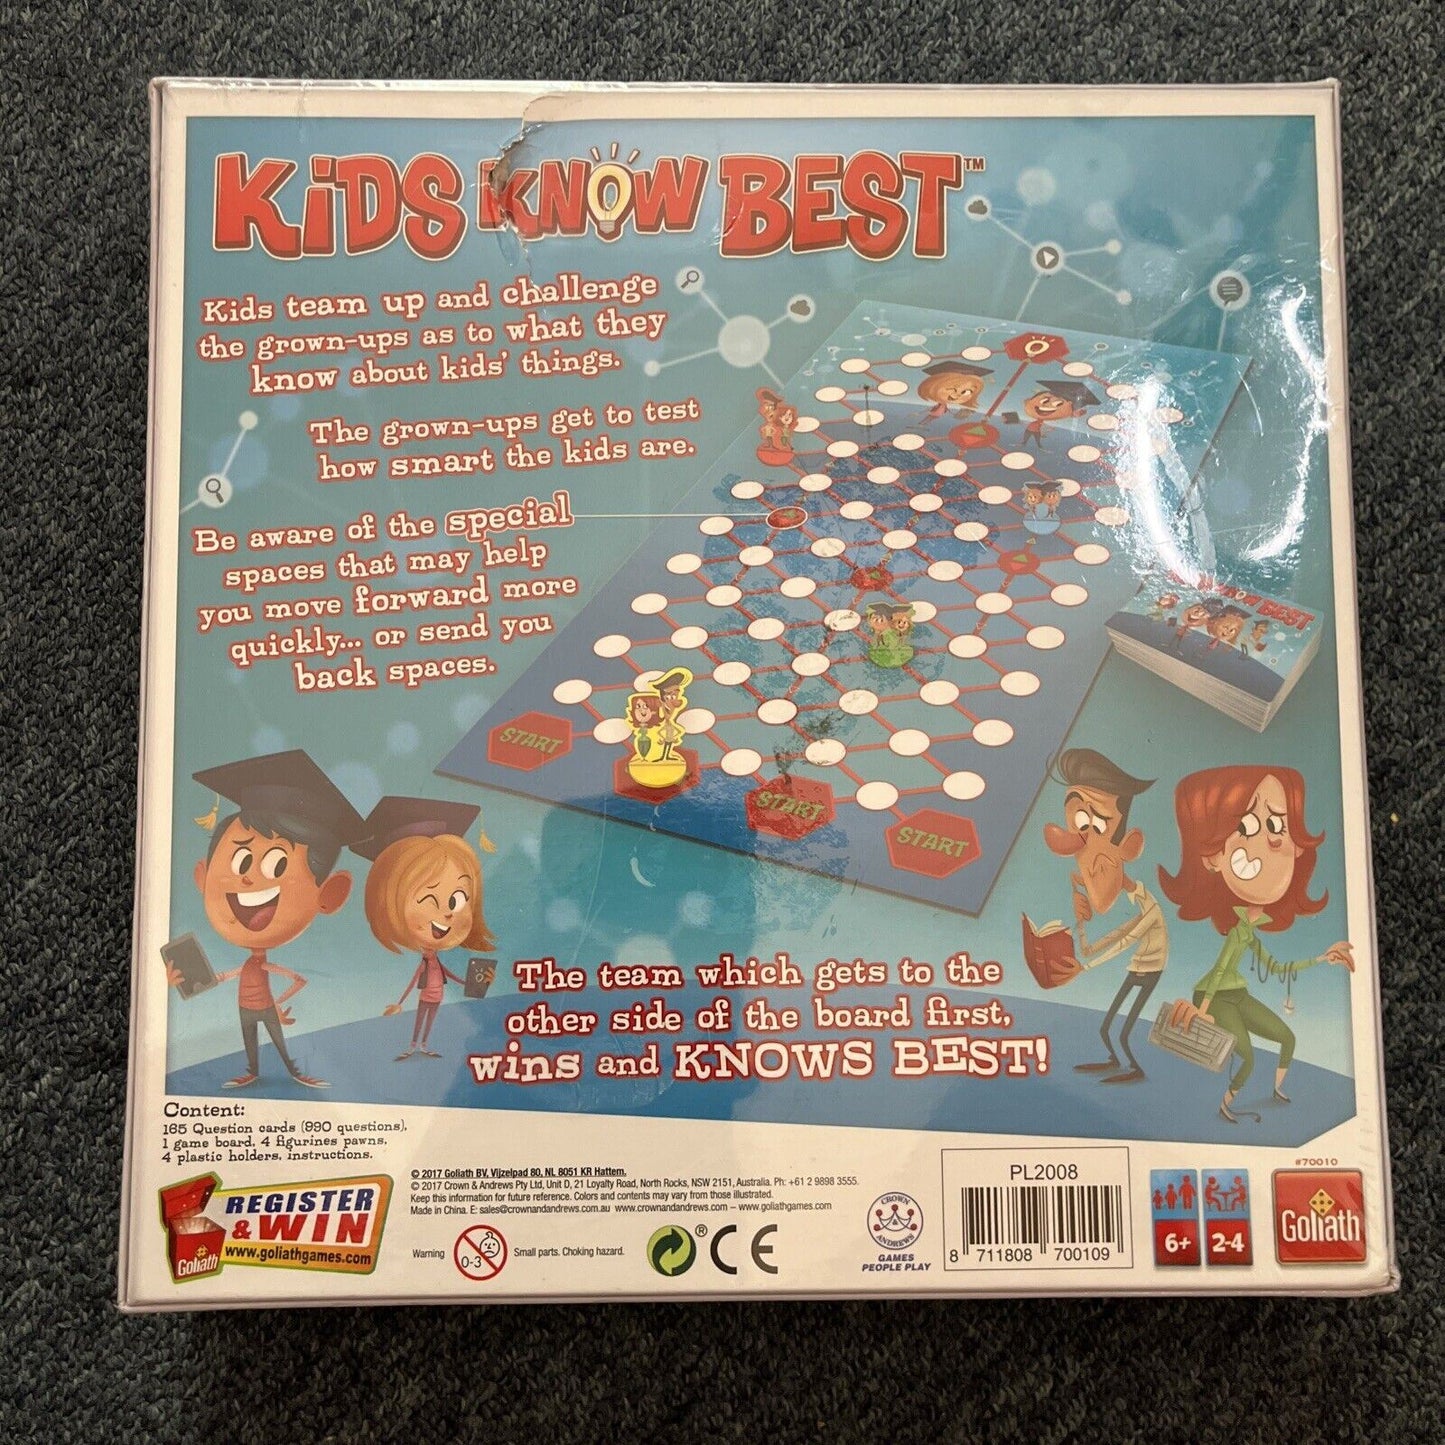 KiDS KNOW BEST™
Kids team up and challenge
the grown-ups as to what they
know about kids' things.
The grown-ups get to test
how smart the kids are.
Be aware of the special
spaces that may help
you move forward more
quickly... or send you
back spaces.
START
START
START
KNOW BEST
The team which gets to the
other side of the board first,
wins and KNOWS BEST!
Content:
165 Question cards (990 questions),
1 game board, 4 figurines pawns,
4 plastic holders, instructions.
REGISTER
& WIN
www.goliathgames.com
Goliath
© 2017 Goliath BV, Vijzelpad 80, NL 8051 KR Hattem.
© 2017 Crown & Andrews Pty Ltd, Unit D, 21 Loyalty Road, North Rocks, NSW 2151, Australia. Ph: +61 2 9898 3555.
Keep this information for future reference. Colors and contents may vary from those illustrated.
Made in China. E: sales@crownandandrews.com.au www.crownandandrews.com – www.goliathgames.com
Warning
0-3
Small parts. Choking hazard.
®
CE
CROWN
&
ANDREWS
GAMES
PEOPLE PLAY
PL2008
8 711808 700109
#70010
6+
2-4
Goliath